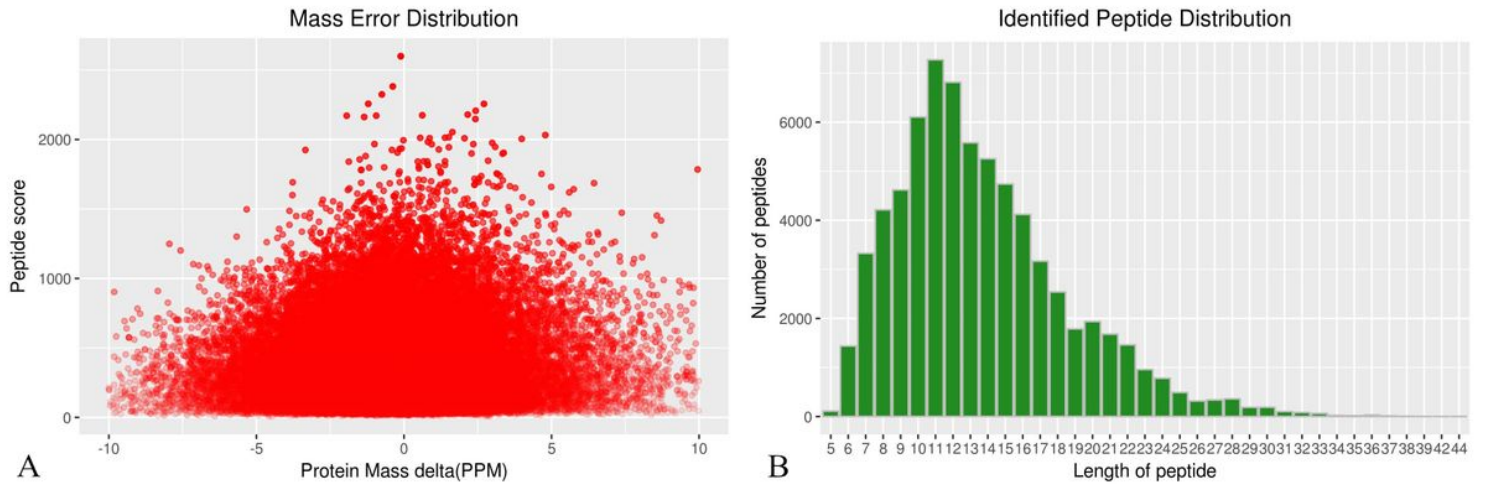 Mass Error Distribution
Peptide score
2000
1000
0
-10 -5 0 5 10
Protein Mass delta(PPM)
A
Identified Peptide Distribution
Number of peptides
6000
4000
2000
0
5 6 7 8 9 10 11 12 13 14 15 16 17 18 19 20 21 22 23 24 25 26 27 28 29 30 31 32 33 34 35 36 37 38 39 42 44
Length of peptide
B